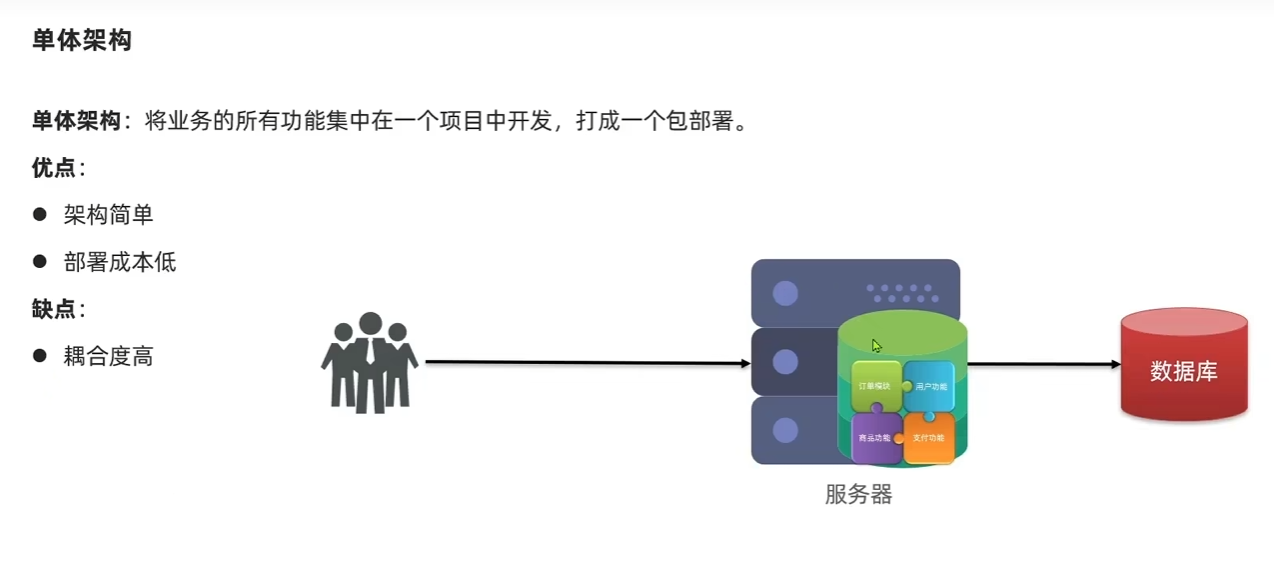 单体架构
单体架构：将业务的所有功能集中在一个项目中开发，打成一个包部署。
优点：
● 架构简单
● 部署成本低
缺点：
● 耦合度高
订单模块
用户功能
商品功能
支付功能
服务器
数据库